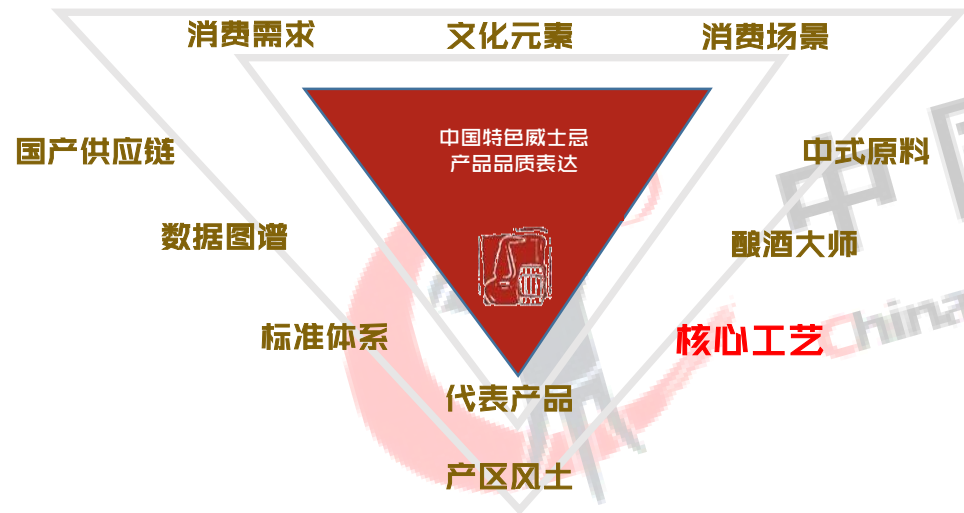 消费需求 文化元素 消费场景
中国特色威士忌
产品品质表达
国产供应链 中式原料
数据图谱 酿酒大师
标准体系 核心工艺
代表产品
产区风土
中国
China